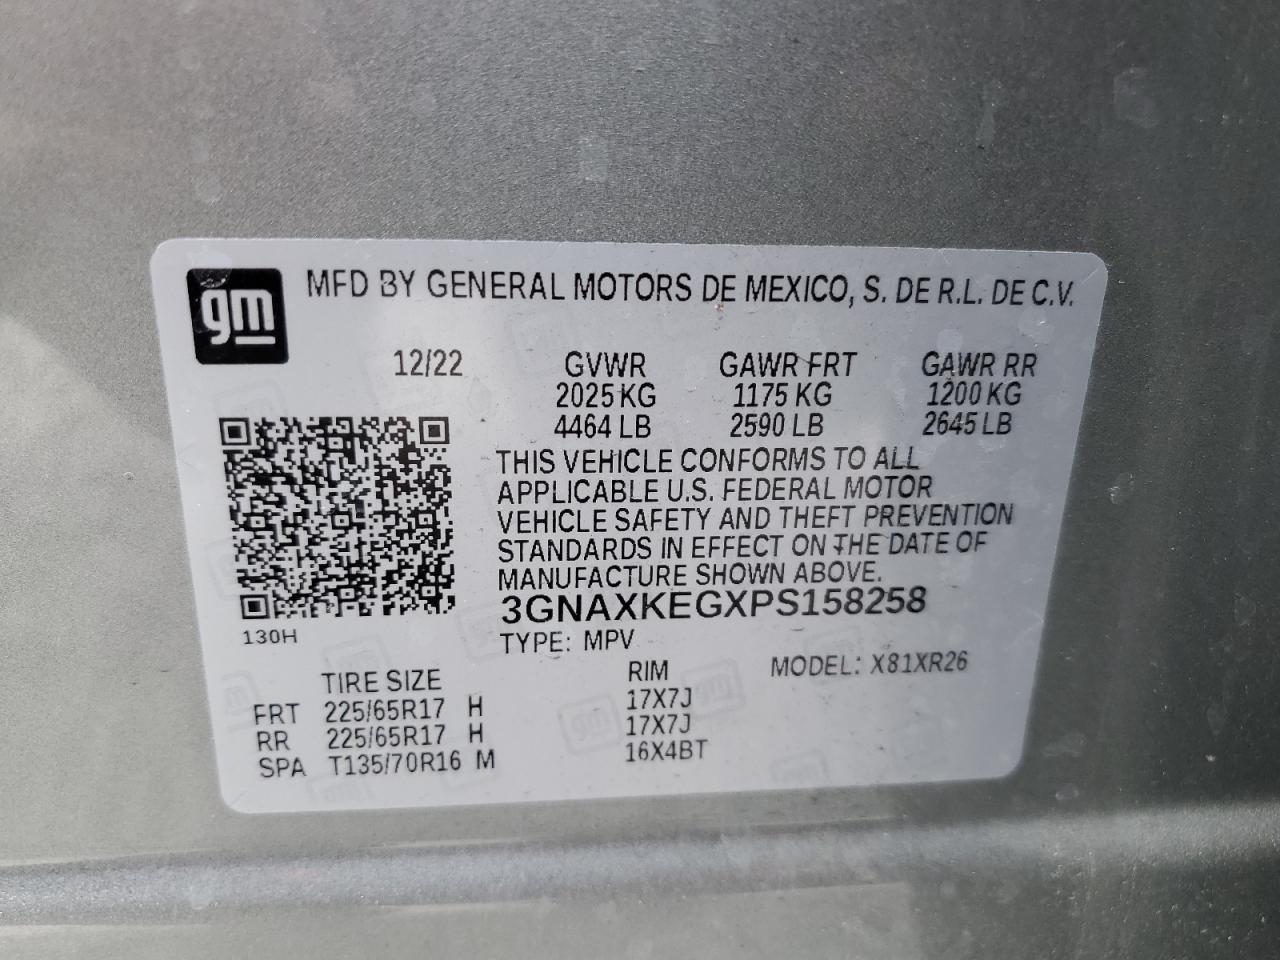 gm MFD BY GENERAL MOTORS DE MEXICO, S. DE R.L. DE C.V.
12/22 GVWR GAWR FRT GAWR RR
2025 KG 1175 KG 1200 KG
4464 LB 2590 LB 2645 LB
THIS VEHICLE CONFORMS TO ALL
APPLICABLE U.S. FEDERAL MOTOR
VEHICLE SAFETY AND THEFT PREVENTION
STANDARDS IN EFFECT ON THE DATE OF
MANUFACTURE SHOWN ABOVE.
3GNAXKEGXPS158258
130H
TYPE: MPV
TIRE SIZE RIM MODEL: X81XR26
FRT 225/65R17 H 17X7J
RR 225/65R17 H 17X7J
SPA T135/70R16 M 16X4BT